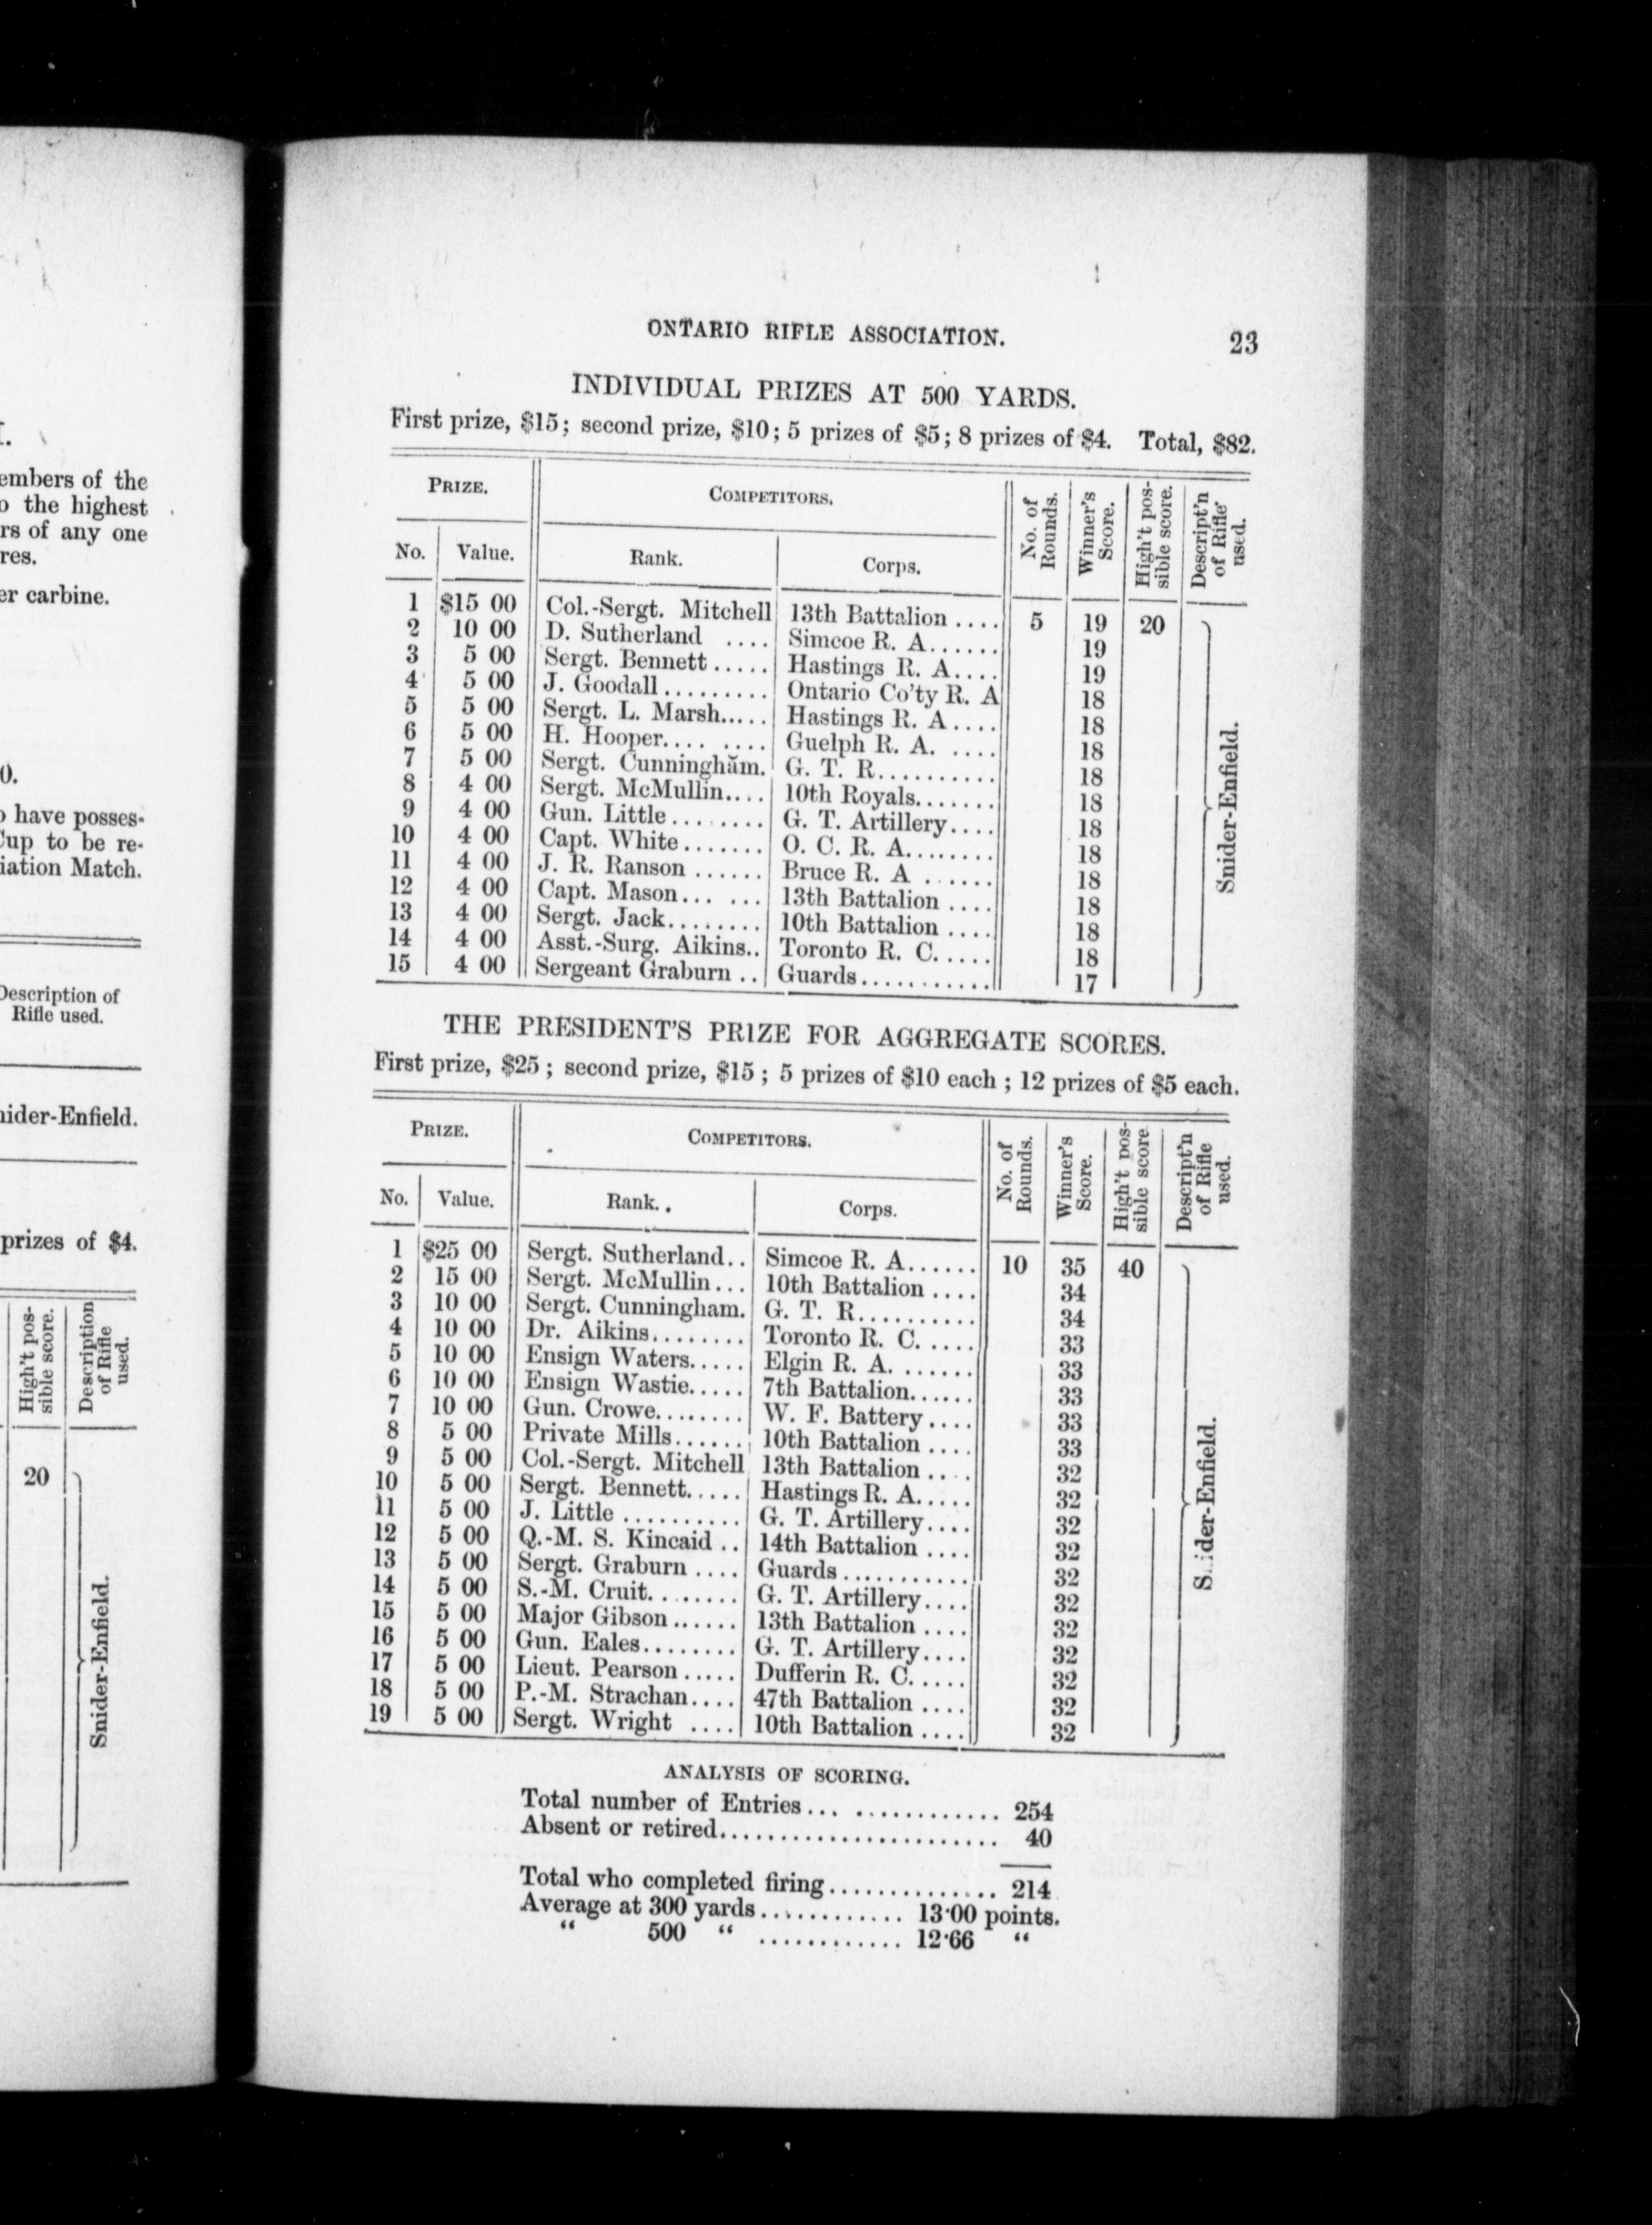 I.
embers of the
o the highest
rs of any one
res.
er carbine.
O.
o have posses-
Cup to be re-
iation Match.
Description of
Rifle used.
nider-Enfield.
prizes of $4.
High't pos-
sible score.
Description
of Rifle
used.
20
Snider-Enfield.
ONTARIO RIFLE ASSOCIATION. 23
INDIVIDUAL PRIZES AT 500 YARDS.
First prize, $15; second prize, $10; 5 prizes of $5; 8 prizes of $4. Total, $82.
PRIZE. COMPETITORS. No. of Rounds. Winner's Score. High't pos-sible score. Descript'n of Rifle used.
No. Value. Rank. Corps.
1 $15 00 Col.-Sergt. Mitchell 13th Battalion .... 5 19 20
2 10 00 D. Sutherland .... Simcoe R. A...... 19
3 5 00 Sergt. Bennett ..... Hastings R. A.... 19
4 5 00 J. Goodall ......... Ontario Co'ty R. A 18
5 5 00 Sergt. L. Marsh..... Hastings R. A.... 18
6 5 00 H. Hooper.... .... Guelph R. A. .... 18
7 5 00 Sergt. Cunningham. G. T. R.......... 18
8 4 00 Sergt. McMullin.... 10th Royals....... 18
9 4 00 Gun. Little ........ G. T. Artillery.... 18
10 4 00 Capt. White ....... O. C. R. A........ 18
11 4 00 J. R. Ranson ...... Bruce R. A ...... 18
12 4 00 Capt. Mason... ... 13th Battalion .... 18
13 4 00 Sergt. Jack........ 10th Battalion .... 18
14 4 00 Asst.-Surg. Aikins.. Toronto R. C..... 18
15 4 00 Sergeant Graburn .. Guards........... 17
Snider-Enfield.
THE PRESIDENT'S PRIZE FOR AGGREGATE SCORES.
First prize, $25; second prize, $15; 5 prizes of $10 each; 12 prizes of $5 each.
PRIZE. COMPETITORS. No. of Rounds. Winner's Score. High't pos-sible score Descript'n of Rifle used.
No. Value. Rank. . Corps.
1 $25 00 Sergt. Sutherland.. Simcoe R. A...... 10 35 40
2 15 00 Sergt. McMullin... 10th Battalion .... 34
3 10 00 Sergt. Cunningham. G. T. R.......... 34
4 10 00 Dr. Aikins........ Toronto R. C. .... 33
5 10 00 Ensign Waters..... Elgin R. A. ...... 33
6 10 00 Ensign Wastie..... 7th Battalion...... 33
7 10 00 Gun. Crowe........ W. F. Battery .... 33
8 5 00 Private Mills...... 10th Battalion .... 33
9 5 00 Col.-Sergt. Mitchell 13th Battalion .... 32
10 5 00 Sergt. Bennett..... Hastings R. A..... 32
11 5 00 J. Little .......... G. T. Artillery.... 32
12 5 00 Q.-M. S. Kincaid .. 14th Battalion .... 32
13 5 00 Sergt. Graburn .... Guards ........... 32
14 5 00 S.-M. Cruit........ G. T. Artillery.... 32
15 5 00 Major Gibson ...... 13th Battalion .... 32
16 5 00 Gun. Eales........ G. T. Artillery.... 32
17 5 00 Lieut. Pearson ..... Dufferin R. C..... 32
18 5 00 P.-M. Strachan.... 47th Battalion .... 32
19 5 00 Sergt. Wright .... 10th Battalion .... 32
Snider-Enfield.
ANALYSIS OF SCORING.
Total number of Entries... ............. 254
Absent or retired........................ 40
Total who completed firing.............. 214
Average at 300 yards............ 13·00 points.
“ 500 “ ............ 12·66 “